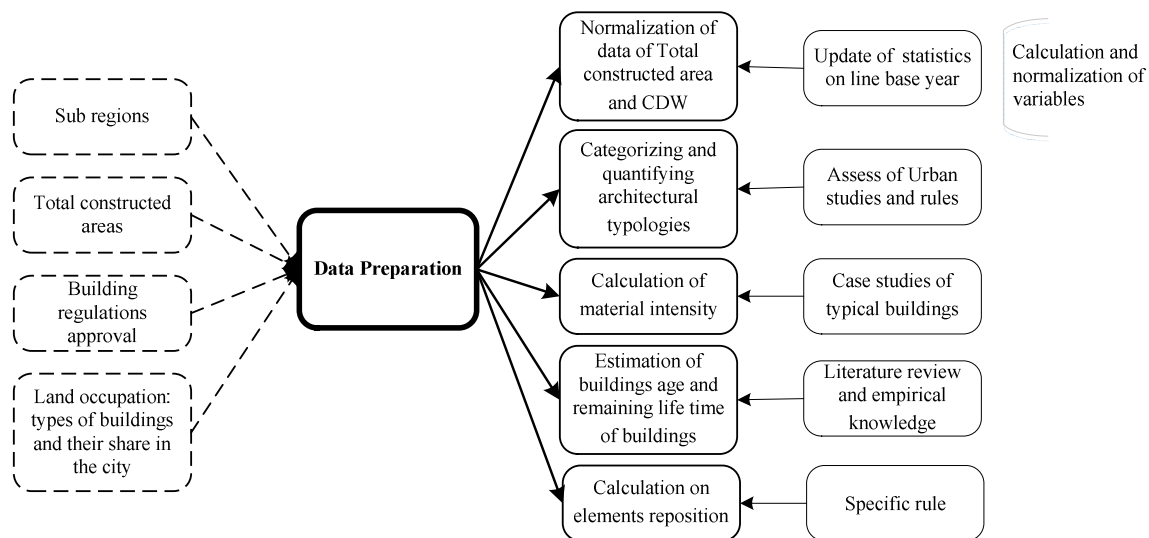 Sub regions
Total constructed
areas
Building
regulations
approval
Land occupation:
types of buildings
and their share in
the city
Data Preparation
Normalization of
data of Total
constructed area
and CDW
Categorizing and
quantifying
architectural
typologies
Calculation of
material intensity
Estimation of
buildings age and
remaining life time
of buildings
Calculation on
elements reposition
Update of statistics
on line base year
Assess of Urban
studies and rules
Case studies of
typical buildings
Literature review
and empirical
knowledge
Specific rule
Calculation and
normalization of
variables